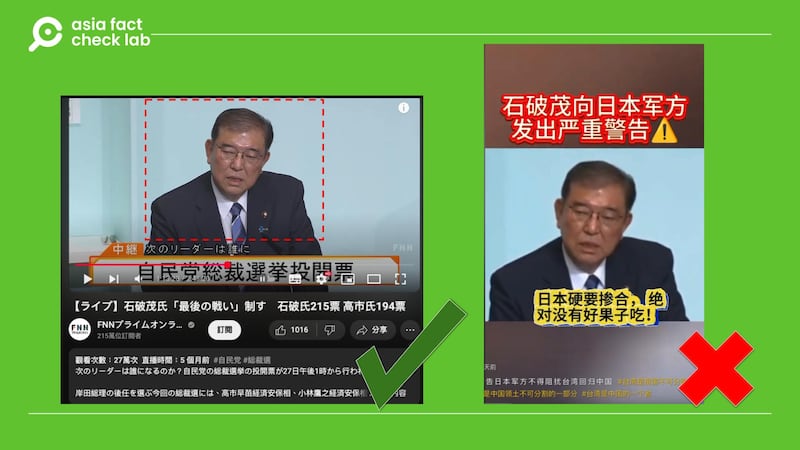 asia fact
check lab
FNN
中継 次のリーダーは誰に
自民党総裁選挙投開票
【ライブ】石破茂氏「最後の戦い」制す 石破氏215票 高市氏194票
FNNプライムオンラ...
215萬位訂閱者
訂閱
1016
分享
觀看次數：27萬次 直播時間：5 個月前 #自民党 #総裁選
次のリーダーは誰になるのか？自民党の総裁選挙の投開票が27日午後1時から行わ
岸田総理の後任を選ぶ今回の総裁選には、高市早苗経済安保相、小林鷹之経済安保相
内容
石破茂向日本军方
发出严重警告⚠️
日本硬要掺合，绝
对没有好果子吃！
天前
告日本军方不得阻扰台湾回归中国
是中国领土不可分割的一部分